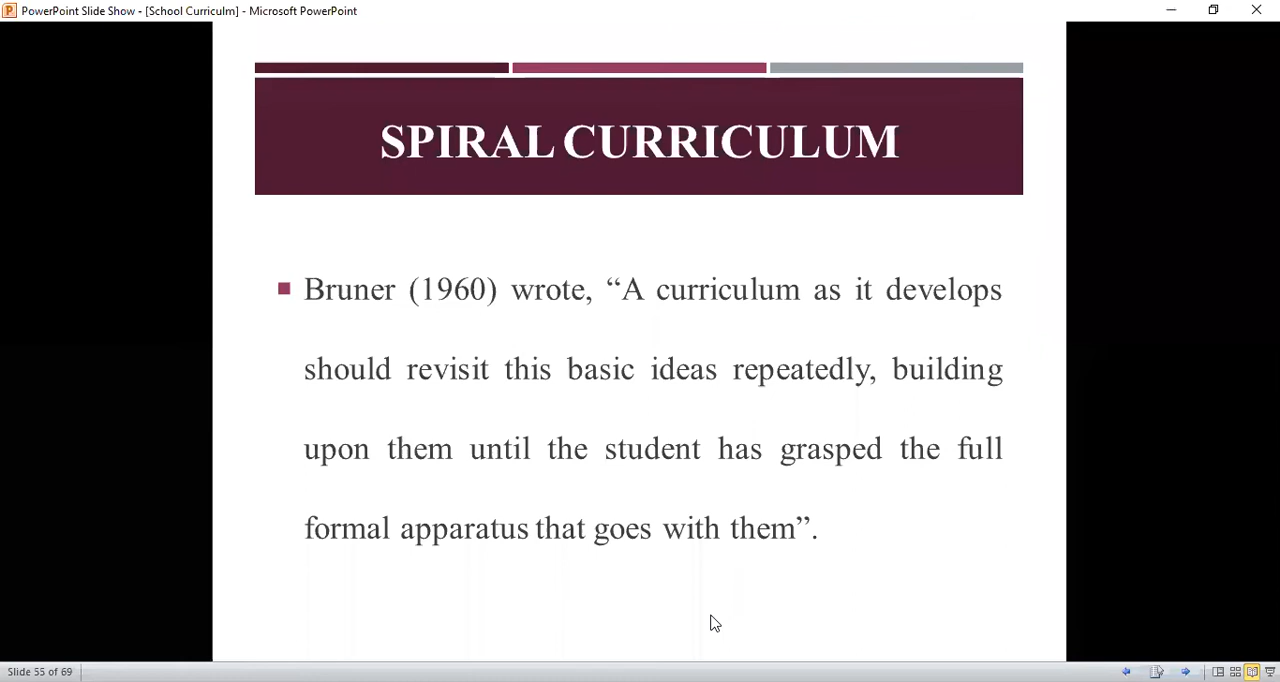 PowerPoint Slide Show - [School Curriculm] - Microsoft PowerPoint
SPIRAL CURRICULUM
Bruner (1960) wrote, “A curriculum as it develops
should revisit this basic ideas repeatedly, building
upon them until the student has grasped the full
formal apparatus that goes with them”.
Slide 55 of 69